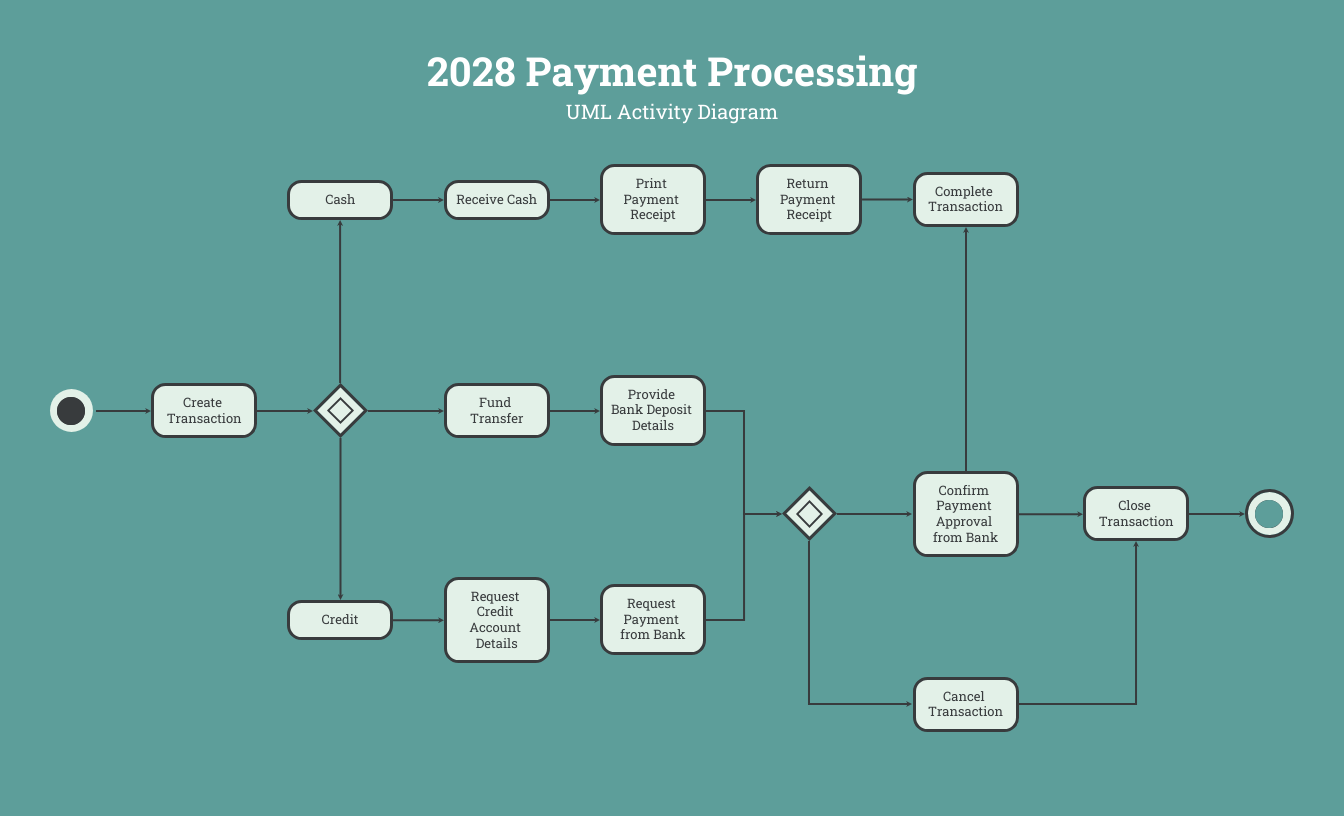 2028 Payment Processing
UML Activity Diagram
Cash
Receive Cash
Print
Payment
Receipt
Return
Payment
Receipt
Complete
Transaction
Create
Transaction
Fund
Transfer
Provide
Bank Deposit
Details
Confirm
Payment
Approval
from Bank
Close
Transaction
Credit
Request
Credit
Account
Details
Request
Payment
from Bank
Cancel
Transaction